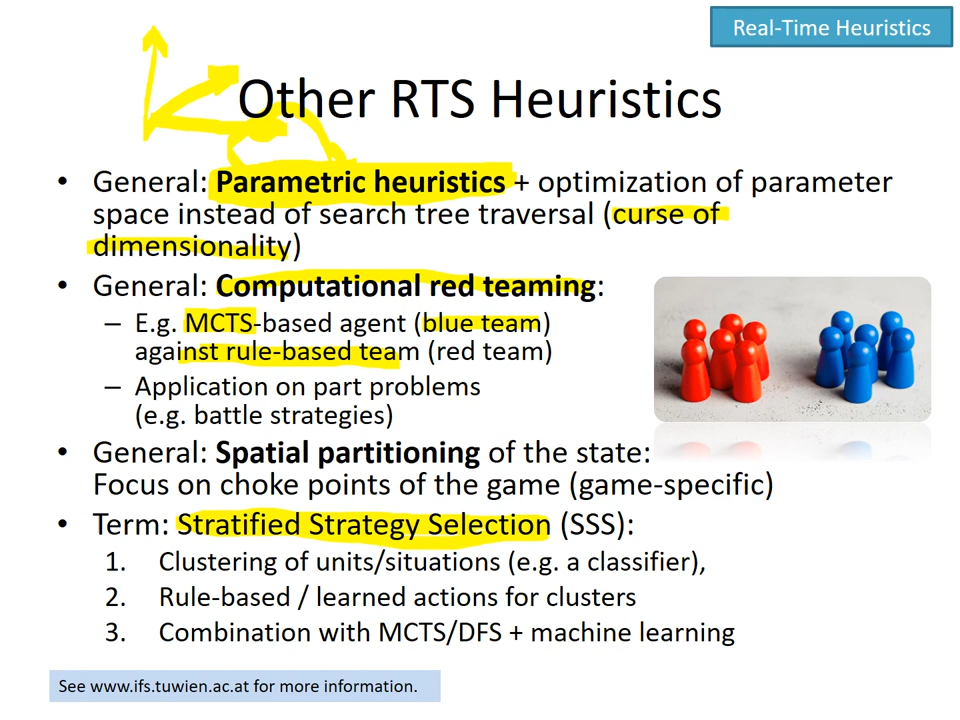 Real-Time Heuristics
Other RTS Heuristics
• General: Parametric heuristics + optimization of parameter
space instead of search tree traversal (curse of
dimensionality)
• General: Computational red teaming:
– E.g. MCTS-based agent (blue team)
against rule-based team (red team)
– Application on part problems
(e.g. battle strategies)
• General: Spatial partitioning of the state:
Focus on choke points of the game (game-specific)
• Term: Stratified Strategy Selection (SSS):
1. Clustering of units/situations (e.g. a classifier),
2. Rule-based / learned actions for clusters
3. Combination with MCTS/DFS + machine learning
See www.ifs.tuwien.ac.at for more information.